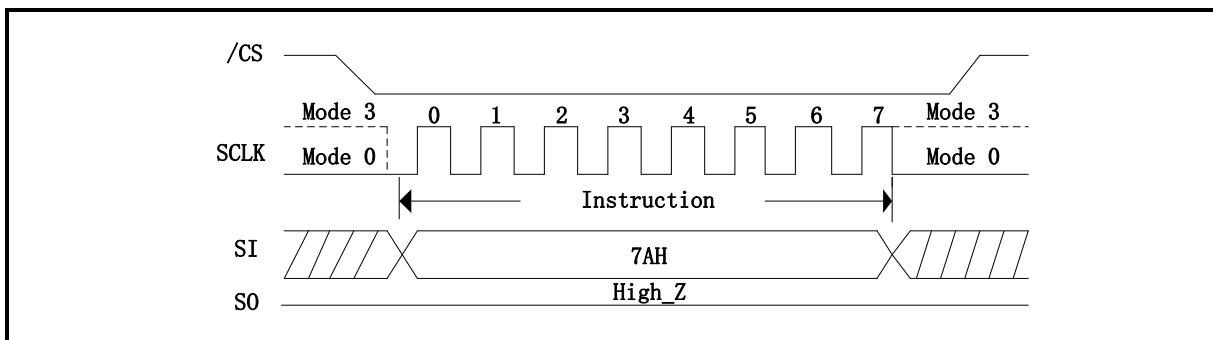 /CS
Mode 3 0 1 2 3 4 5 6 7 Mode 3
SCLK Mode 0 Mode 0
Instruction
SI 7AH
High_Z
SO